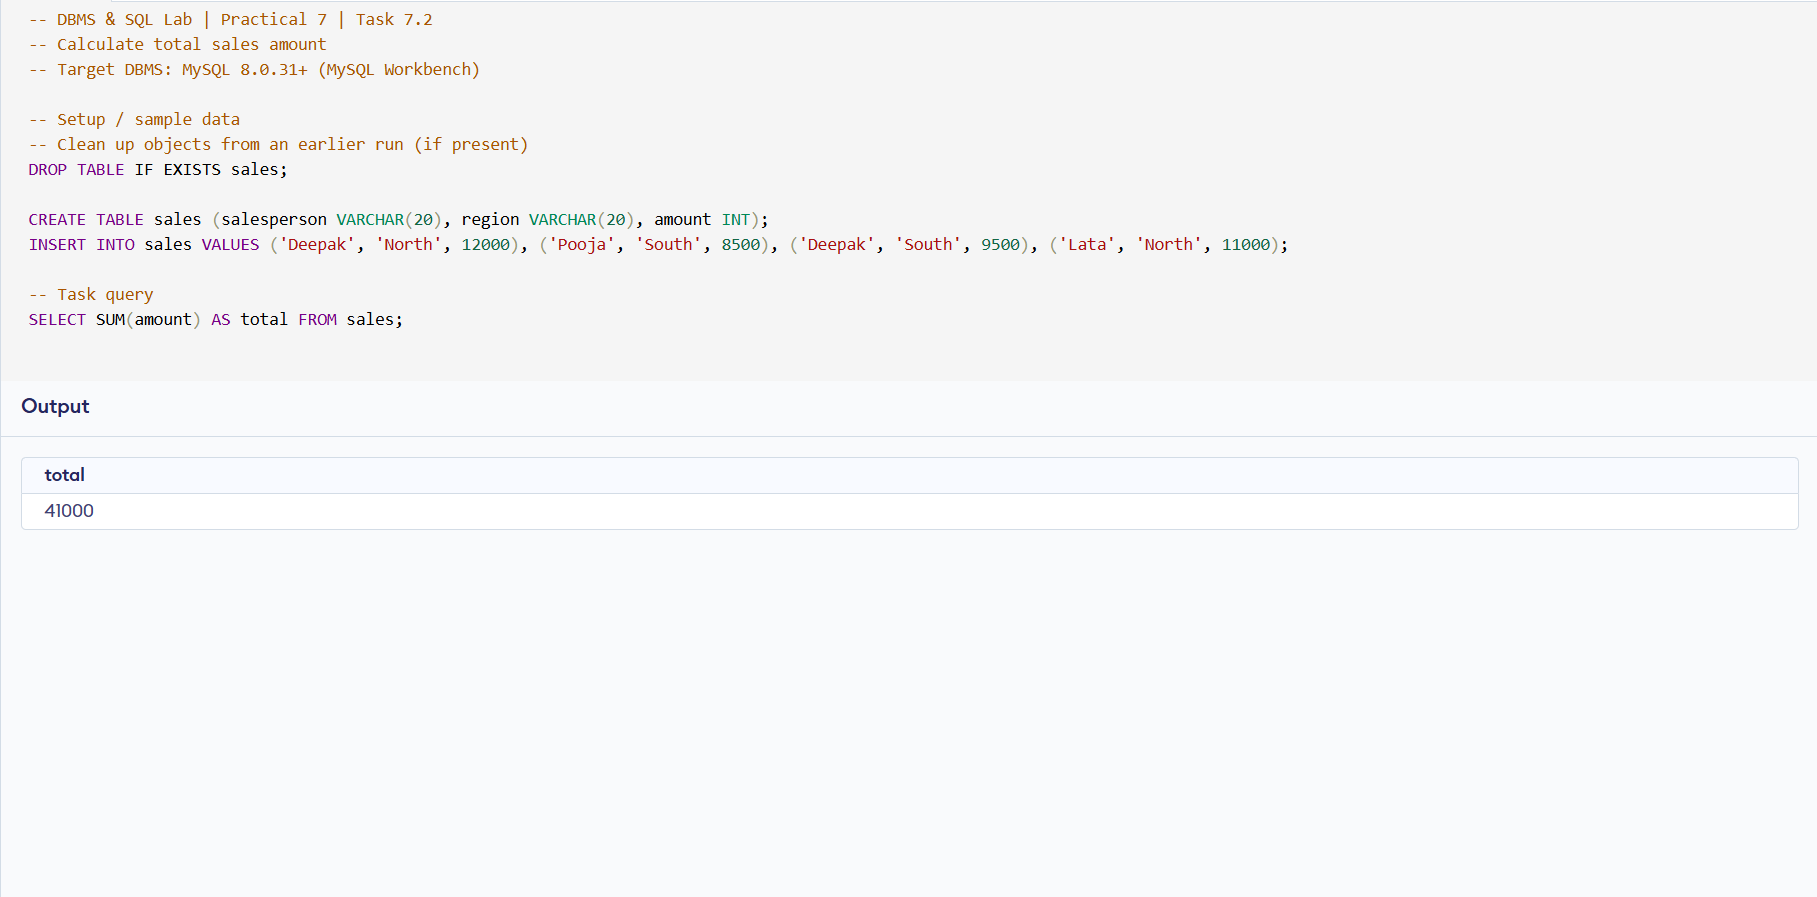 -- DBMS & SQL Lab | Practical 7 | Task 7.2
-- Calculate total sales amount
-- Target DBMS: MySQL 8.0.31+ (MySQL Workbench)
-- Setup / sample data
-- Clean up objects from an earlier run (if present)
DROP TABLE IF EXISTS sales;
CREATE TABLE sales (salesperson VARCHAR(20), region VARCHAR(20), amount INT);
INSERT INTO sales VALUES ('Deepak', 'North', 12000), ('Pooja', 'South', 8500), ('Deepak', 'South', 9500), ('Lata', 'North', 11000);
-- Task query
SELECT SUM(amount) AS total FROM sales;
Output
total
41000